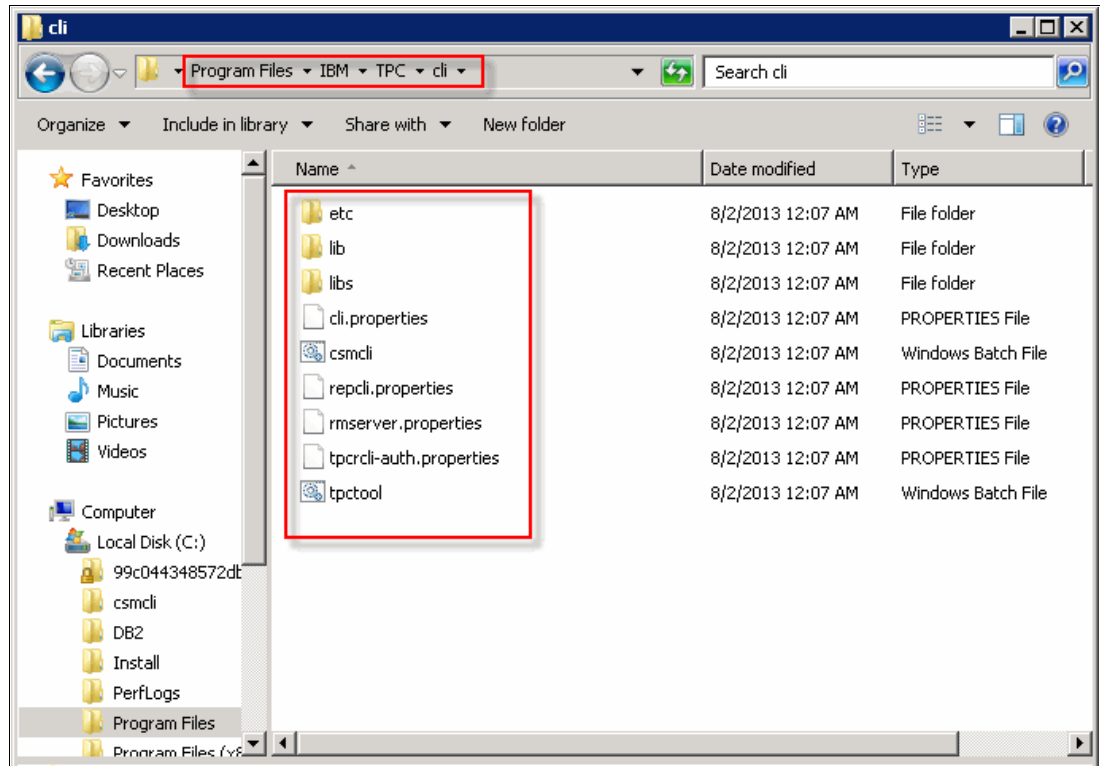 cli
Program Files IBM TPC cli
Search cli
Organize Include in library Share with New folder
Favorites
Desktop
Downloads
Recent Places
Libraries
Documents
Music
Pictures
Videos
Computer
Local Disk (C:)
99c044348572db
csmcli
DB2
Install
PerfLogs
Program Files
Program Files (x8
Name Date modified Type
etc 8/2/2013 12:07 AM File folder
lib 8/2/2013 12:07 AM File folder
libs 8/2/2013 12:07 AM File folder
cli.properties 8/2/2013 12:07 AM PROPERTIES File
csmcli 8/2/2013 12:07 AM Windows Batch File
repcli.properties 8/2/2013 12:07 AM PROPERTIES File
rmserver.properties 8/2/2013 12:07 AM PROPERTIES File
tpcrcli-auth.properties 8/2/2013 12:07 AM PROPERTIES File
tpctool 8/2/2013 12:07 AM Windows Batch File